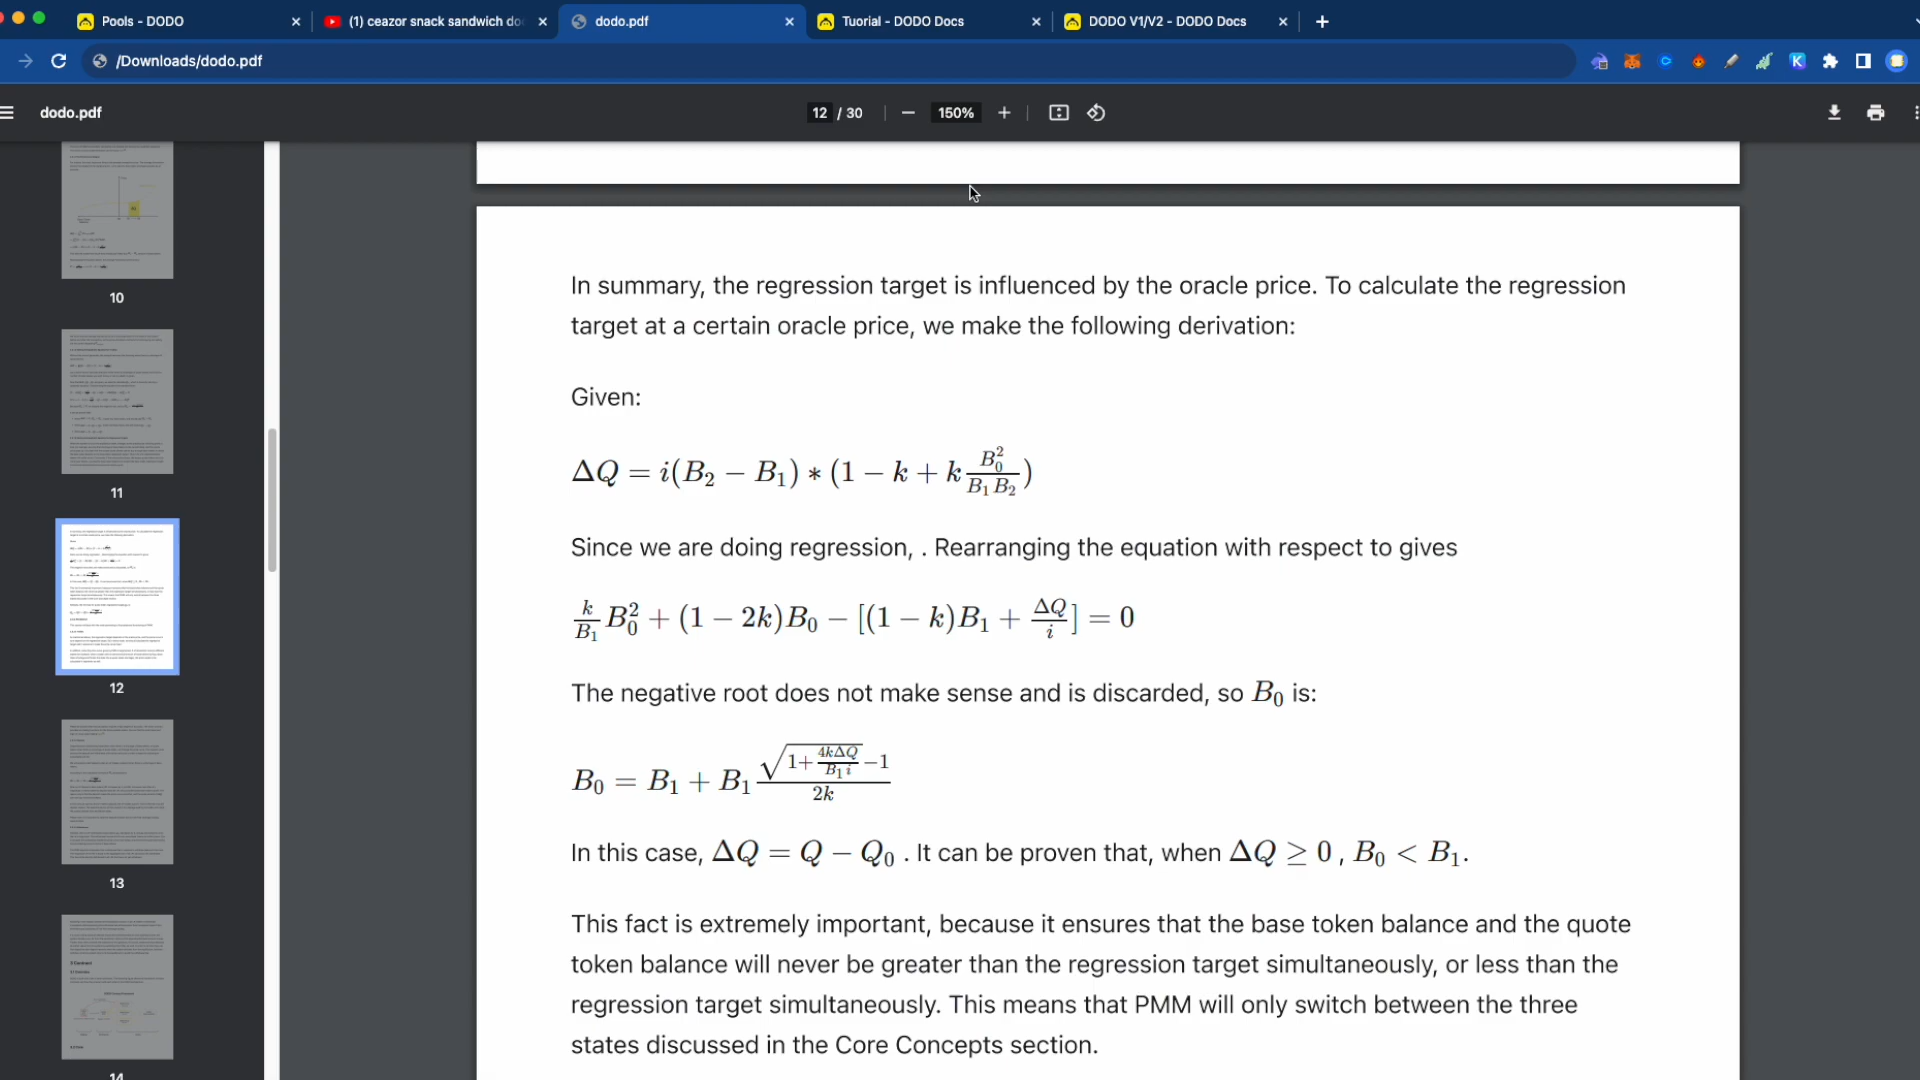 Pools - DODO
(1) ceazor snack sandwich do
dodo.pdf
Tuorial - DODO Docs
DODO V1/V2 - DODO Docs
/Downloads/dodo.pdf
dodo.pdf
12 / 30
150%
10
11
12
13
14
In summary, the regression target is influenced by the oracle price. To calculate the regression
target at a certain oracle price, we make the following derivation:
Given:
ΔQ = i(B₂ − B₁) ∗ (1 − k + k B₀²/(B₁B₂))
Since we are doing regression, . Rearranging the equation with respect to gives
k/B₁ B₀² + (1 − 2k)B₀ − [(1 − k)B₁ + ΔQ/i] = 0
The negative root does not make sense and is discarded, so B₀ is:
B₀ = B₁ + B₁ (√(1+ 4kΔQ/(B₁i)) −1)/(2k)
In this case, ΔQ = Q − Q₀ . It can be proven that, when ΔQ ≥ 0 , B₀ < B₁.
This fact is extremely important, because it ensures that the base token balance and the quote
token balance will never be greater than the regression target simultaneously, or less than the
regression target simultaneously. This means that PMM will only switch between the three
states discussed in the Core Concepts section.